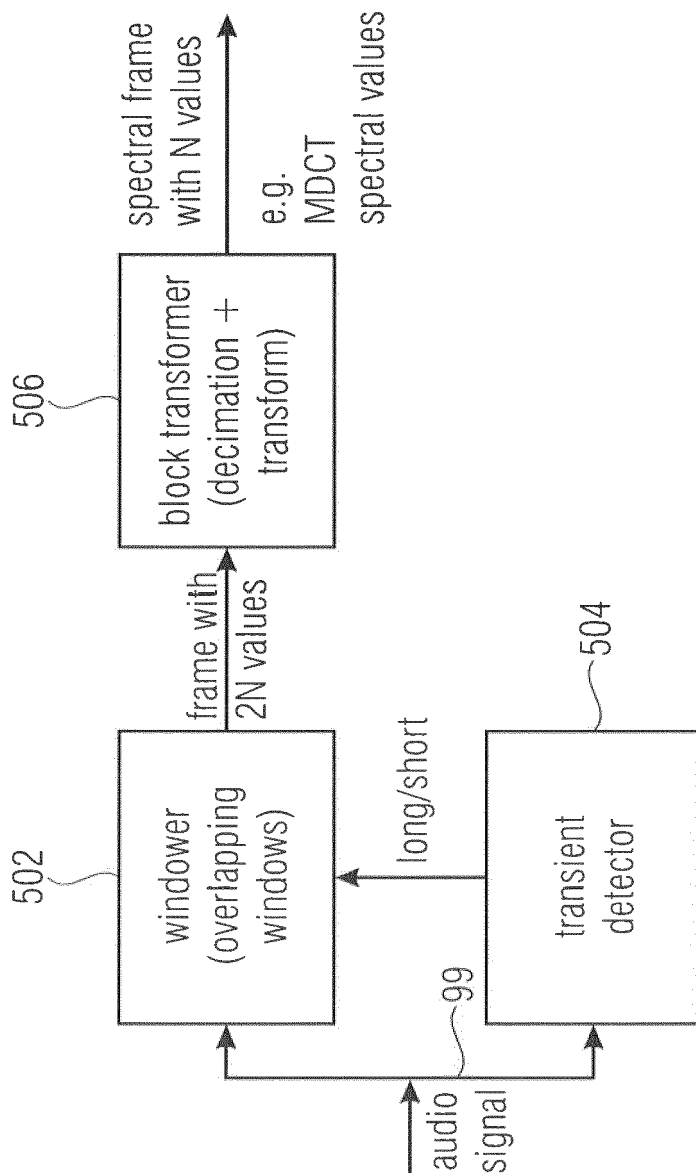 audio
signal
99
502
windower
(overlapping
windows)
long/short
transient
detector
504
frame with
2N values
506
block transformer
(decimation +
transform)
spectral frame
with N values
e.g.
MDCT
spectral values